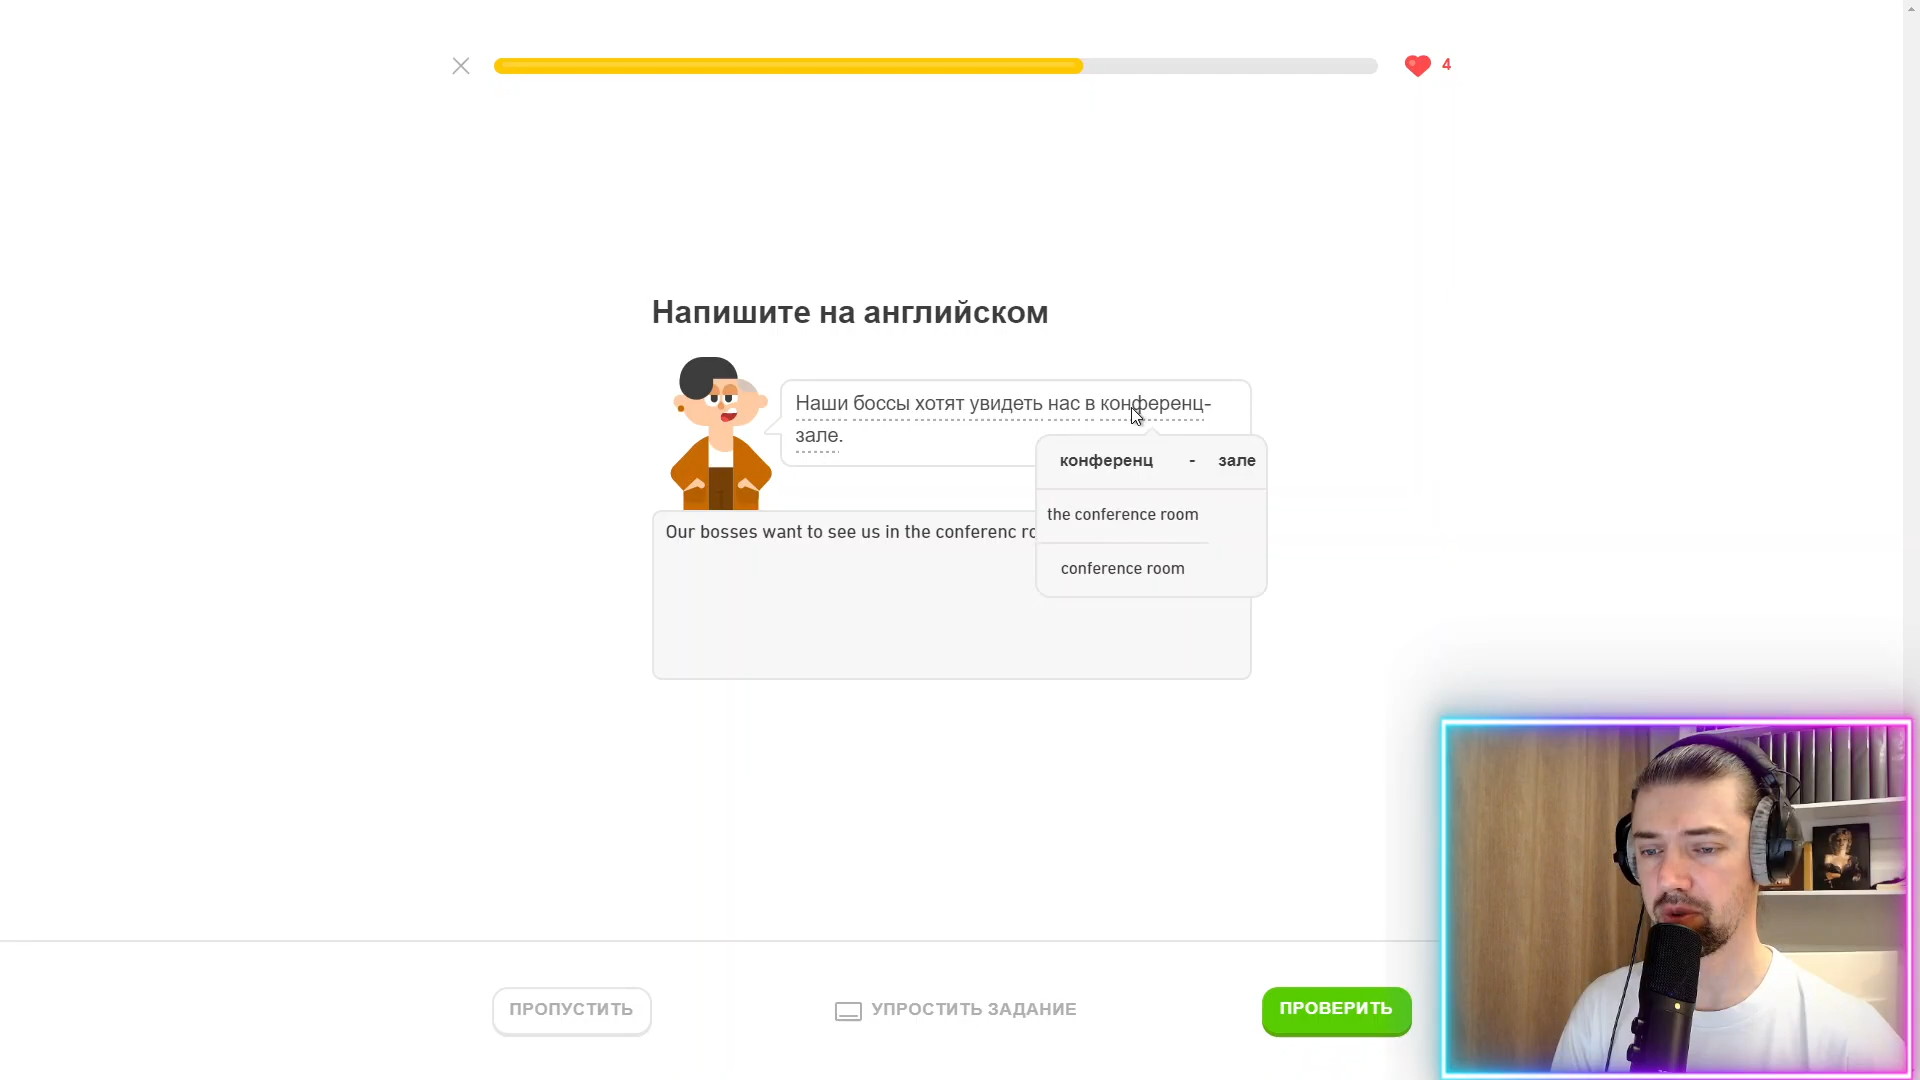 4
Напишите на английском
Наши боссы хотят увидеть нас в конференц-
зале.
конференц - зале
the conference room
conference room
Our bosses want to see us in the conferenc
ПРОПУСТИТЬ
УПРОСТИТЬ ЗАДАНИЕ
ПРОВЕРИТЬ